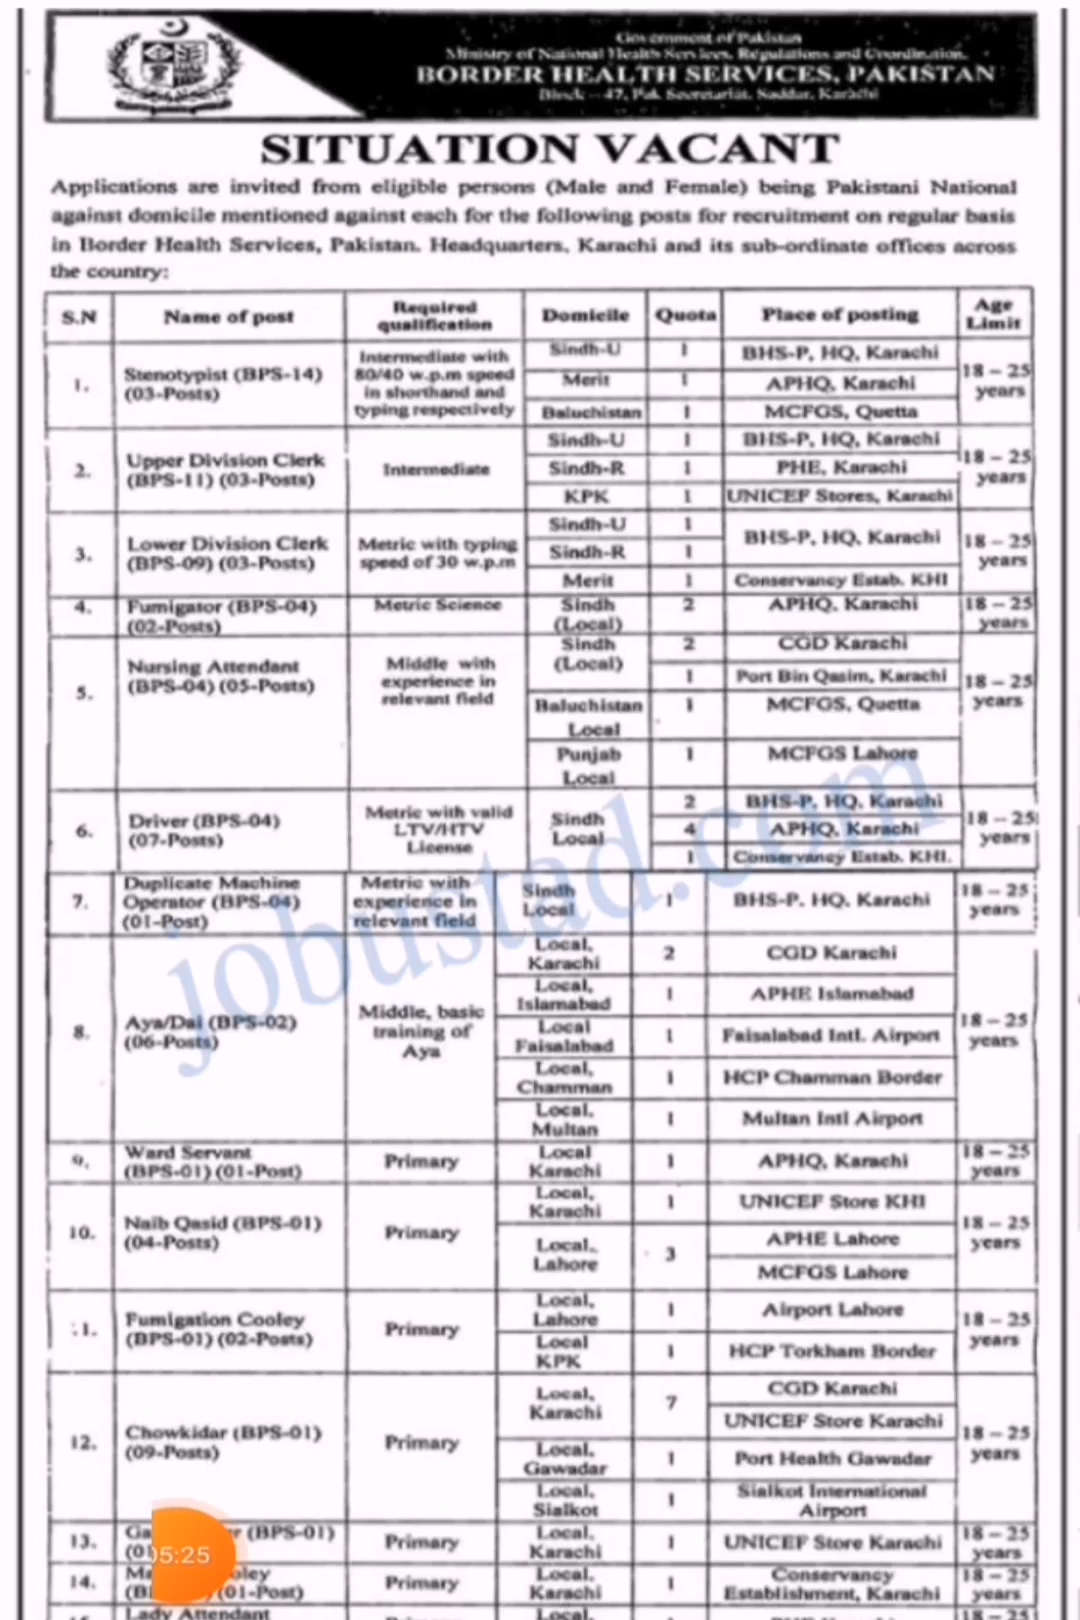 Government of Pakistan
Ministry of National Health Services, Regulations and Coordination.
BORDER HEALTH SERVICES, PAKISTAN
Block – 47, Pak Secretariat, Saddar, Karachi
SITUATION VACANT
Applications are invited from eligible persons (Male and Female) being Pakistani National
against domicile mentioned against each for the following posts for recruitment on regular basis
in Border Health Services, Pakistan. Headquarters, Karachi and its sub-ordinate offices across
the country:
S.N Name of post Required qualification Domicile Quota Place of posting Age Limit
1. Stenotypist (BPS-14) (03-Posts) Intermediate with 80/40 w.p.m speed in shorthand and typing respectively 18 – 25 years
Sindh-U 1 BHS-P, HQ, Karachi
Merit 1 APHQ, Karachi
Baluchistan 1 MCFGS, Quetta
2. Upper Division Clerk (BPS-11) (03-Posts) Intermediate 18 – 25 years
Sindh-U 1 BHS-P, HQ, Karachi
Sindh-R 1 PHE, Karachi
KPK 1 UNICEF Stores, Karachi
3. Lower Division Clerk (BPS-09) (03-Posts) Metric with typing speed of 30 w.p.m 18 – 25 years
Sindh-U 1 BHS-P, HQ, Karachi
Sindh-R 1
Merit 1 Conservancy Estab. KHI
4. Fumigator (BPS-04) (02-Posts) Metric Science Sindh (Local) 2 APHQ, Karachi 18 – 25 years
5. Nursing Attendant (BPS-04) (05-Posts) Middle with experience in relevant field 18 – 25 years
Sindh (Local) 2 CGD Karachi
1 Port Bin Qasim, Karachi
Baluchistan Local 1 MCFGS, Quetta
Punjab Local 1 MCFGS Lahore
6. Driver (BPS-04) (07-Posts) Metric with valid LTV/HTV License Sindh Local 18 – 25 years
2 BHS-P, HQ. Karachi
4 APHQ, Karachi
1 Conservancy Estab. KHI.
7. Duplicate Machine Operator (BPS-04) (01-Post) Metric with experience in relevant field Sindh Local 1 BHS-P. HQ. Karachi 18 – 25 years
8. Aya/Dai (BPS-02) (06-Posts) Middle, basic training of Aya 18 – 25 years
Local, Karachi 2 CGD Karachi
Local, Islamabad 1 APHE Islamabad
Local Faisalabad 1 Faisalabad Intl. Airport
Local, Chamman 1 HCP Chamman Border
Local. Multan 1 Multan Intl Airport
9. Ward Servant (BPS-01) (01-Post) Primary Local Karachi 1 APHQ, Karachi 18 – 25 years
10. Naib Qasid (BPS-01) (04-Posts) Primary 18 – 25 years
Local, Karachi 1 UNICEF Store KHI
Local, Lahore 3 APHE Lahore
MCFGS Lahore
1. Fumigation Cooley (BPS-01) (02-Posts) Primary 18 – 25 years
Local, Lahore 1 Airport Lahore
Local KPK 1 HCP Torkham Border
12. Chowkidar (BPS-01) (09-Posts) Primary 18 – 25 years
Local, Karachi 7 CGD Karachi
UNICEF Store Karachi
Local, Gawadar 1 Port Health Gawadar
Local, Sialkot 1 Sialkot International Airport
13. (BPS-01) Primary Local. Karachi 1 UNICEF Store Karachi 18 – 25 years
14. (01-Post) Primary Local. Karachi 1 Conservancy Establishment, Karachi 18 – 25 years
Lady Attendant Local.
jobustad.com
05:25